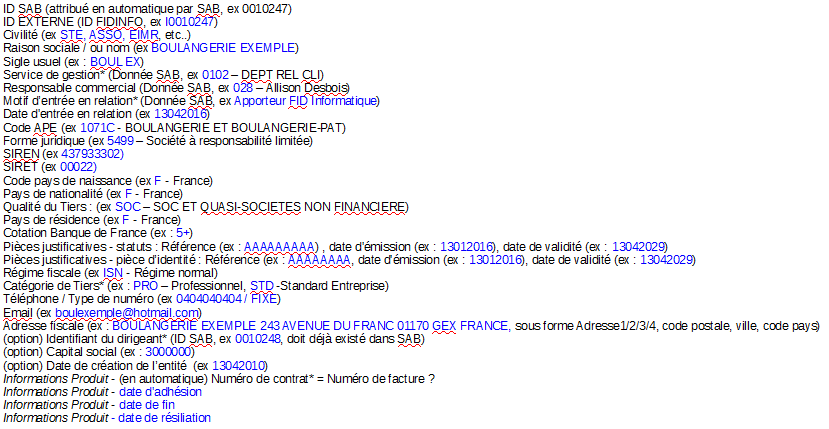 ID SAB (attribué en automatique par SAB, ex 0010247)
ID EXTERNE (ID FIDINFO, ex I0010247)
Civilité (ex STE, ASSO, EIMR, etc..)
Raison sociale / ou nom (ex BOULANGERIE EXEMPLE)
Sigle usuel (ex : BOUL EX)
Service de gestion* (Donnée SAB, ex 0102 – DEPT REL CLI)
Responsable commercial (Donnée SAB, ex 028 – Allison Desbois)
Motif d'entrée en relation* (Donnée SAB, ex Apporteur FID Informatique)
Date d'entrée en relation (ex 13042016)
Code APE (ex 1071C - BOULANGERIE ET BOULANGERIE-PAT)
Forme juridique (ex 5499 – Société à responsabilité limitée)
SIREN (ex 437933302)
SIRET (ex 00022)
Code pays de naissance (ex F - France)
Pays de nationalité (ex F - France)
Qualité du Tiers : (ex SOC – SOC ET QUASI-SOCIETES NON FINANCIERE)
Pays de résidence (ex F - France)
Cotation Banque de France (ex : 5+)
Pièces justificatives - statuts : Référence (ex : AAAAAAAAA) , date d'émission (ex : 13012016), date de validité (ex : 13042029)
Pièces justificatives - pièce d'identité : Référence (ex : AAAAAAAA, date d'émission (ex : 13012016), date de validité (ex : 13042029)
Régime fiscale (ex ISN - Régime normal)
Catégorie de Tiers* (ex : PRO – Professionnel, STD -Standard Entreprise)
Téléphone / Type de numéro (ex 0404040404 / FIXE)
Email (ex boulexemple@hotmail.com)
Adresse fiscale (ex : BOULANGERIE EXEMPLE 243 AVENUE DU FRANC 01170 GEX FRANCE, sous forme Adresse1/2/3/4, code postale, ville, code pays)
(option) Identifiant du dirigeant* (ID SAB, ex 0010248, doit déjà existé dans SAB)
(option) Capital social (ex : 3000000)
(option) Date de création de l'entité (ex 13042010)
Informations Produit - (en automatique) Numéro de contrat* = Numéro de facture ?
Informations Produit - date d'adhésion
Informations Produit - date de fin
Informations Produit - date de résiliation